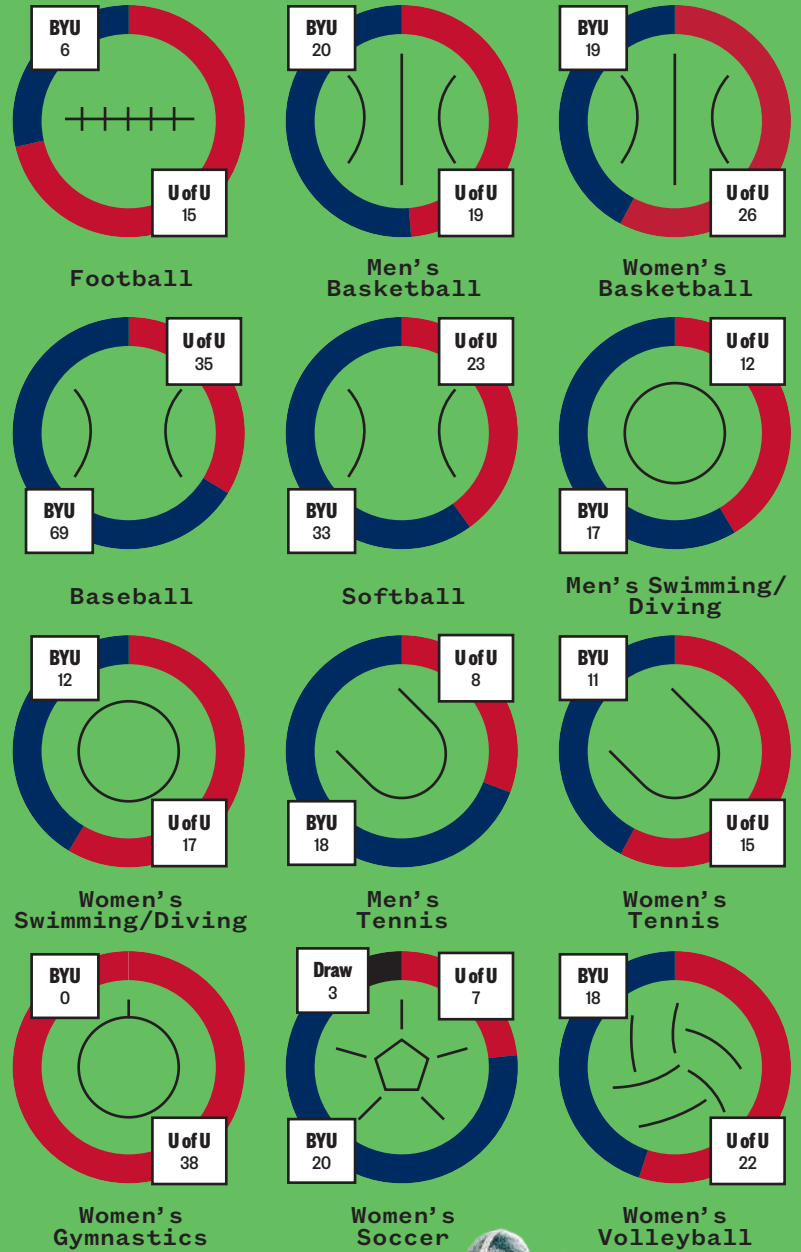 BYU
6
U of U
15
Football
BYU
20
U of U
19
Men's
Basketball
BYU
19
U of U
26
Women's
Basketball
U of U
35
BYU
69
Baseball
U of U
23
BYU
33
Softball
U of U
12
BYU
17
Men's Swimming/
Diving
BYU
12
U of U
17
Women's
Swimming/Diving
U of U
8
BYU
18
Men's
Tennis
BYU
11
U of U
15
Women's
Tennis
BYU
0
U of U
38
Women's
Gymnastics
Draw
3
U of U
7
BYU
20
Women's
Soccer
BYU
18
U of U
22
Women's
Volleyball